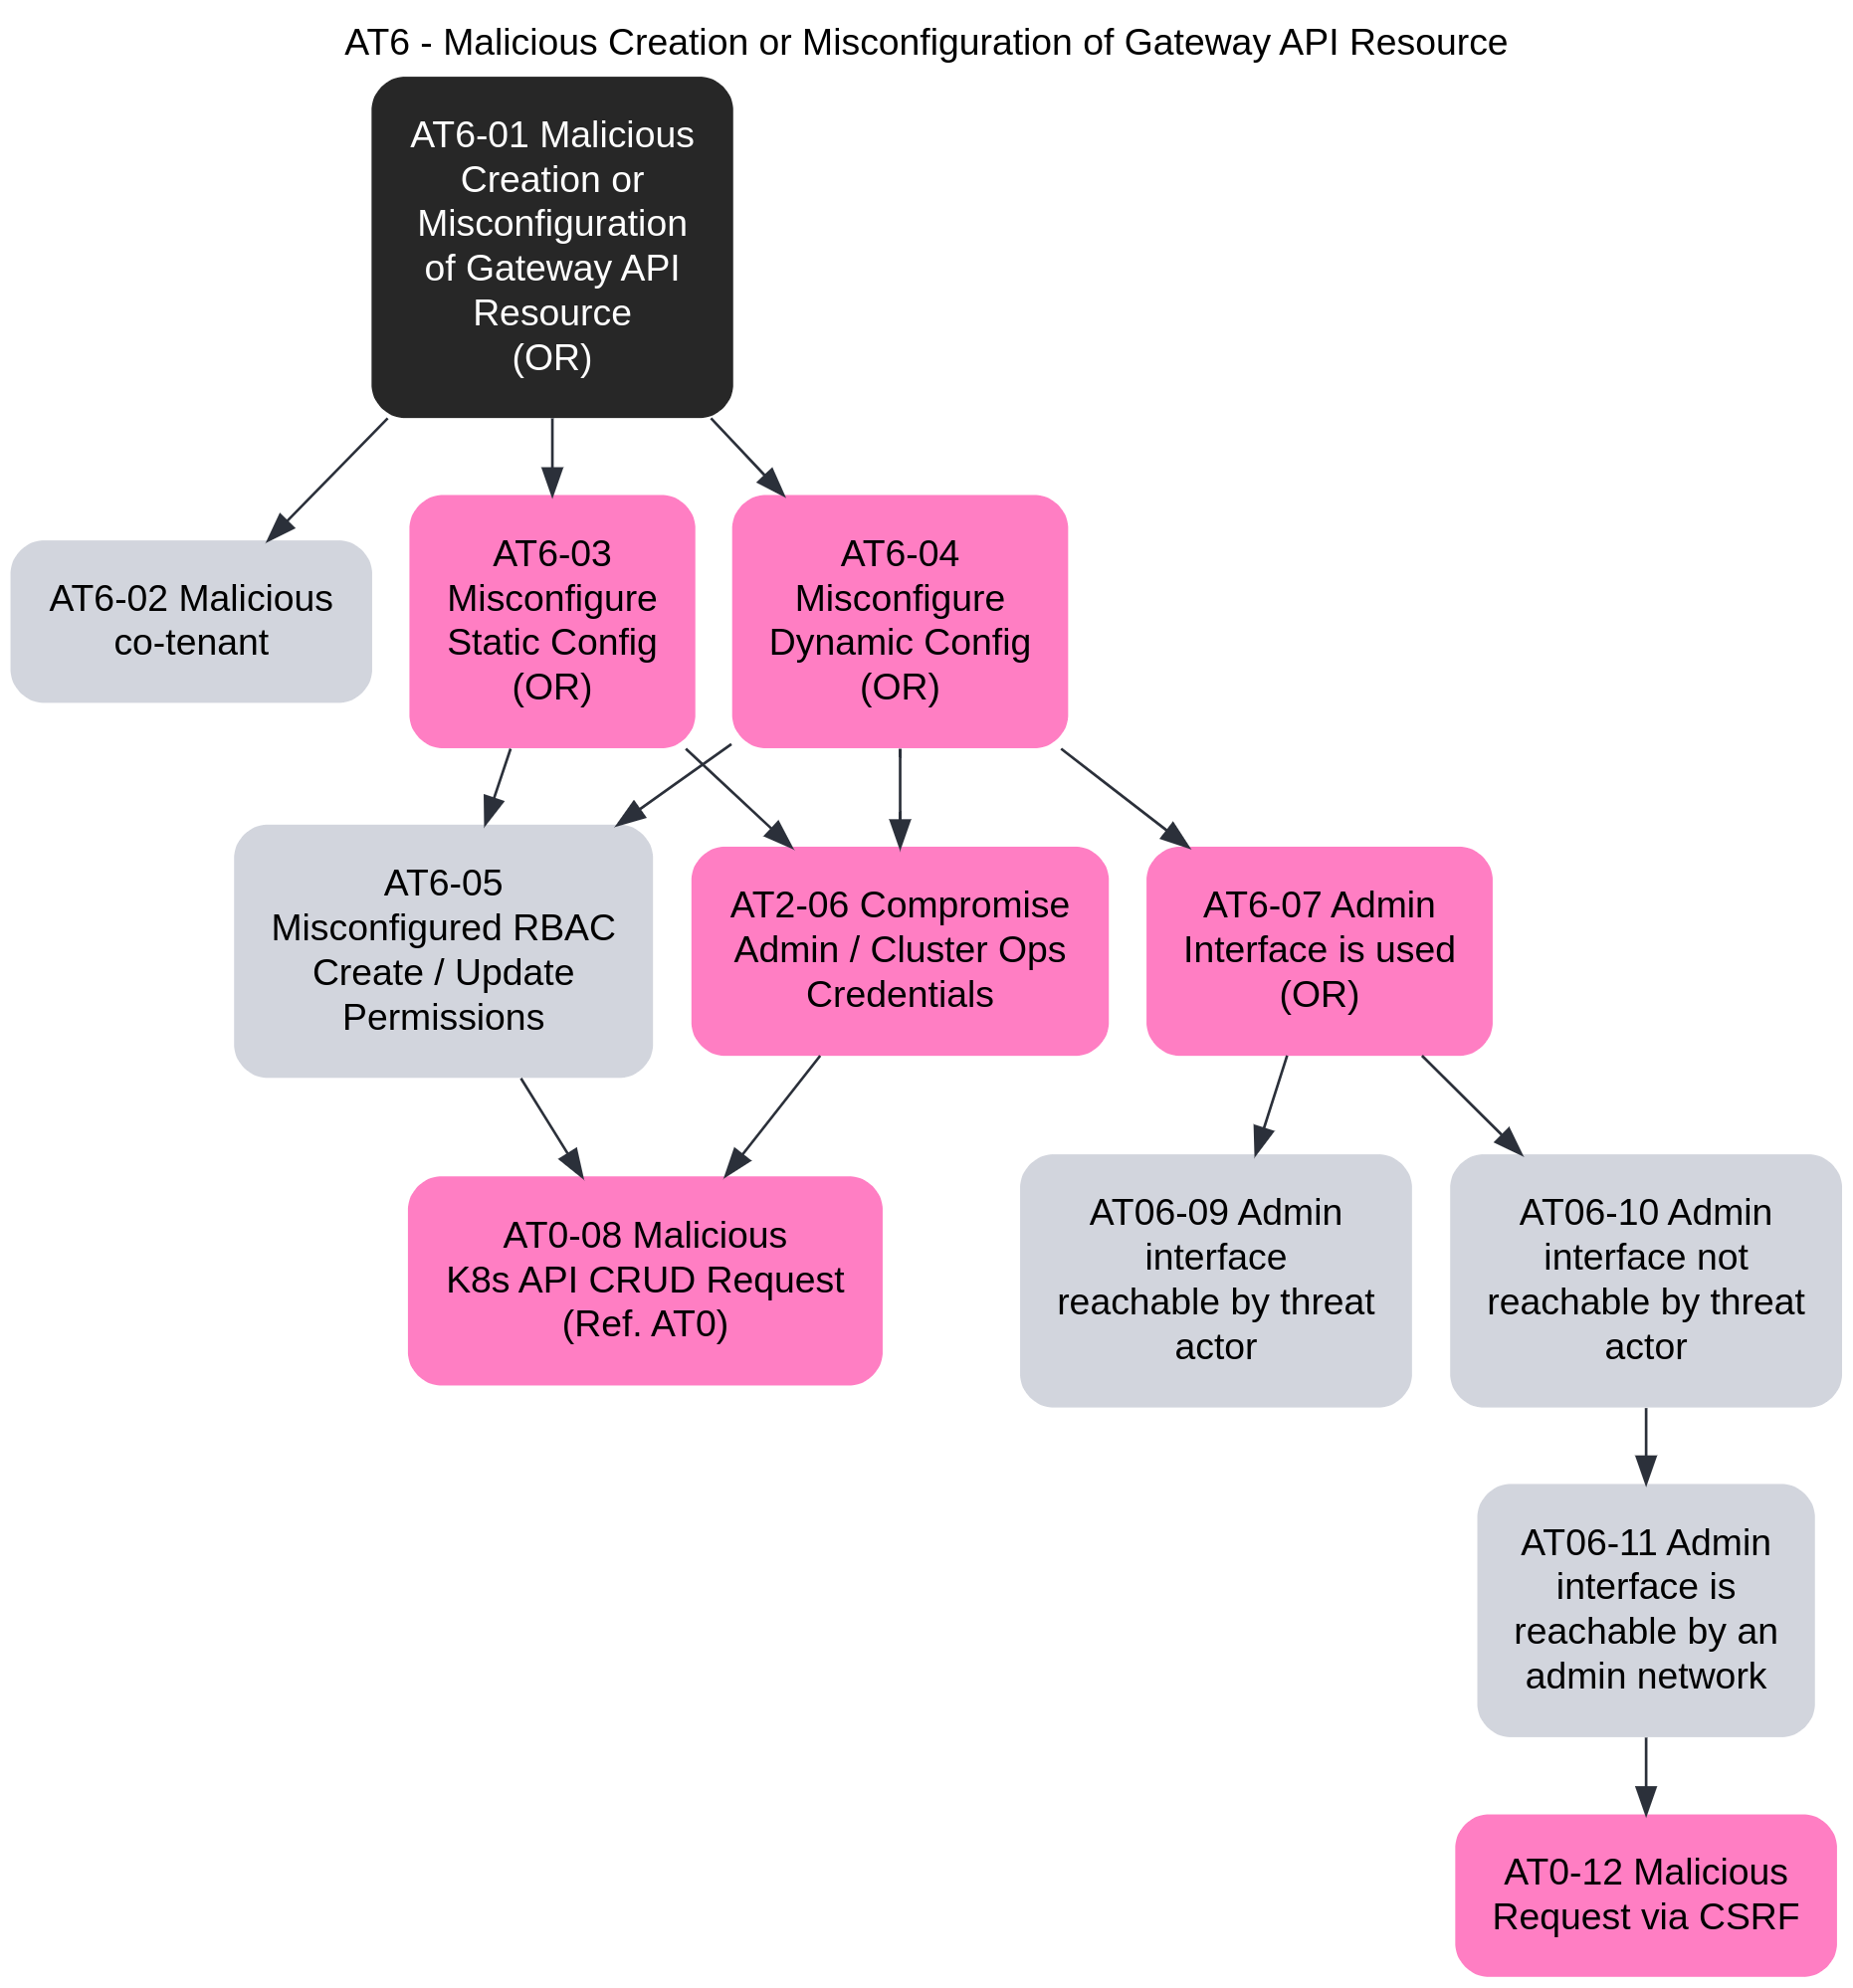 AT6 - Malicious Creation or Misconfiguration of Gateway API Resource
AT6-01 Malicious
Creation or
Misconfiguration
of Gateway API
Resource
(OR)
AT6-02 Malicious
co-tenant
AT6-03
Misconfigure
Static Config
(OR)
AT6-04
Misconfigure
Dynamic Config
(OR)
AT6-05
Misconfigured RBAC
Create / Update
Permissions
AT2-06 Compromise
Admin / Cluster Ops
Credentials
AT6-07 Admin
Interface is used
(OR)
AT0-08 Malicious
K8s API CRUD Request
(Ref. AT0)
AT06-09 Admin
interface
reachable by threat
actor
AT06-10 Admin
interface not
reachable by threat
actor
AT06-11 Admin
interface is
reachable by an
admin network
AT0-12 Malicious
Request via CSRF